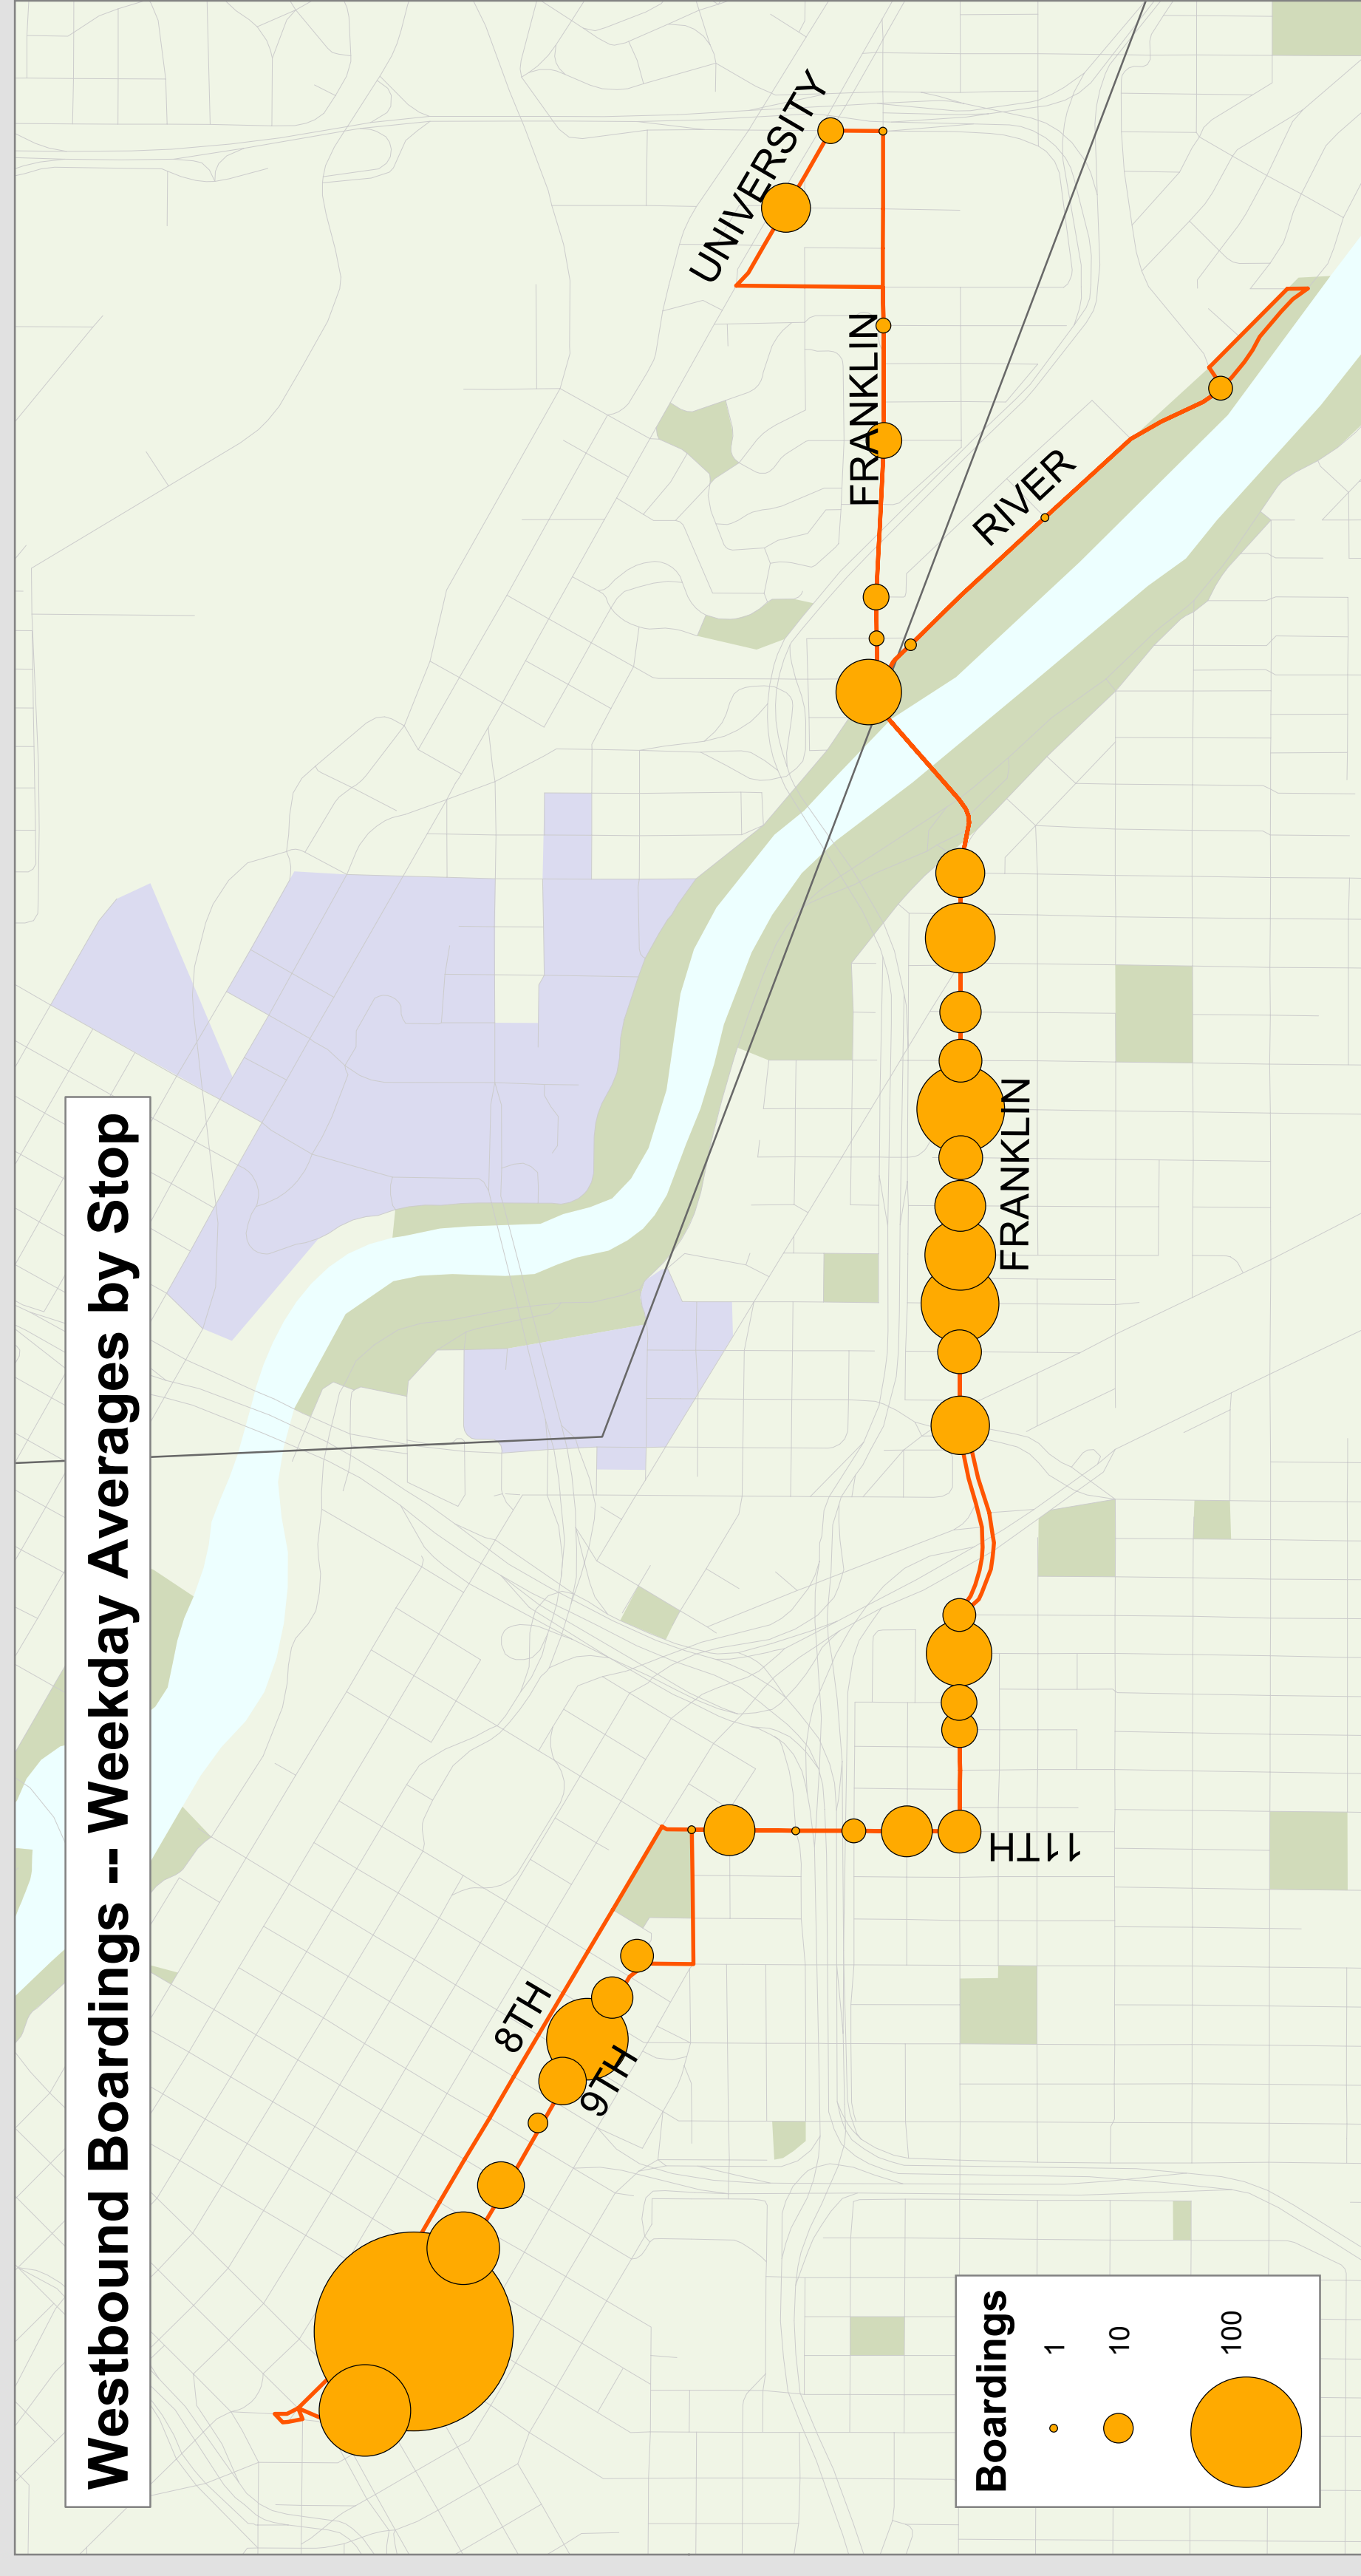 Westbound Boardings -- Weekday Averages by Stop
UNIVERSITY
FRANKLIN
RIVER
FRANKLIN
11TH
8TH
9TH
Boardings
1
10
100